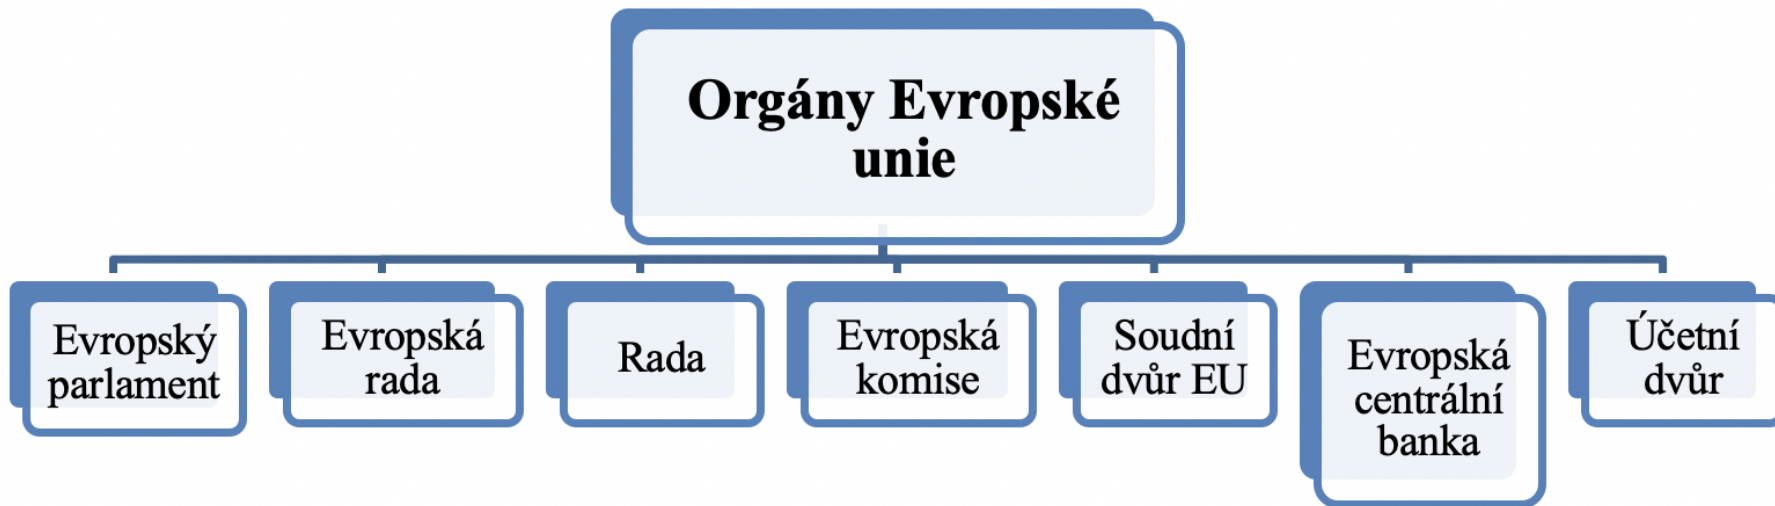 Orgány Evropské
unie
Evropský
parlament
Evropská
rada
Rada
Evropská
komise
Soudní
dvůr EU
Evropská
centrální
banka
Účetní
dvůr